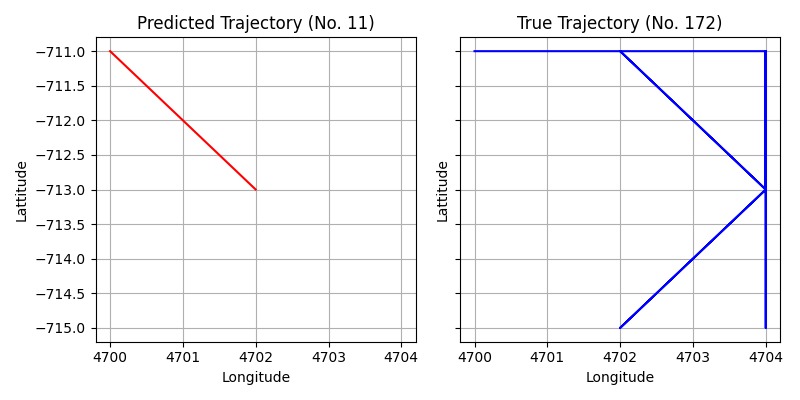 Predicted Trajectory (No. 11)
−711.0
−711.5
−712.0
−712.5
−713.0
−713.5
−714.0
−714.5
−715.0
Lattitude
4700 4701 4702 4703 4704
Longitude
True Trajectory (No. 172)
Lattitude
4700 4701 4702 4703 4704
Longitude